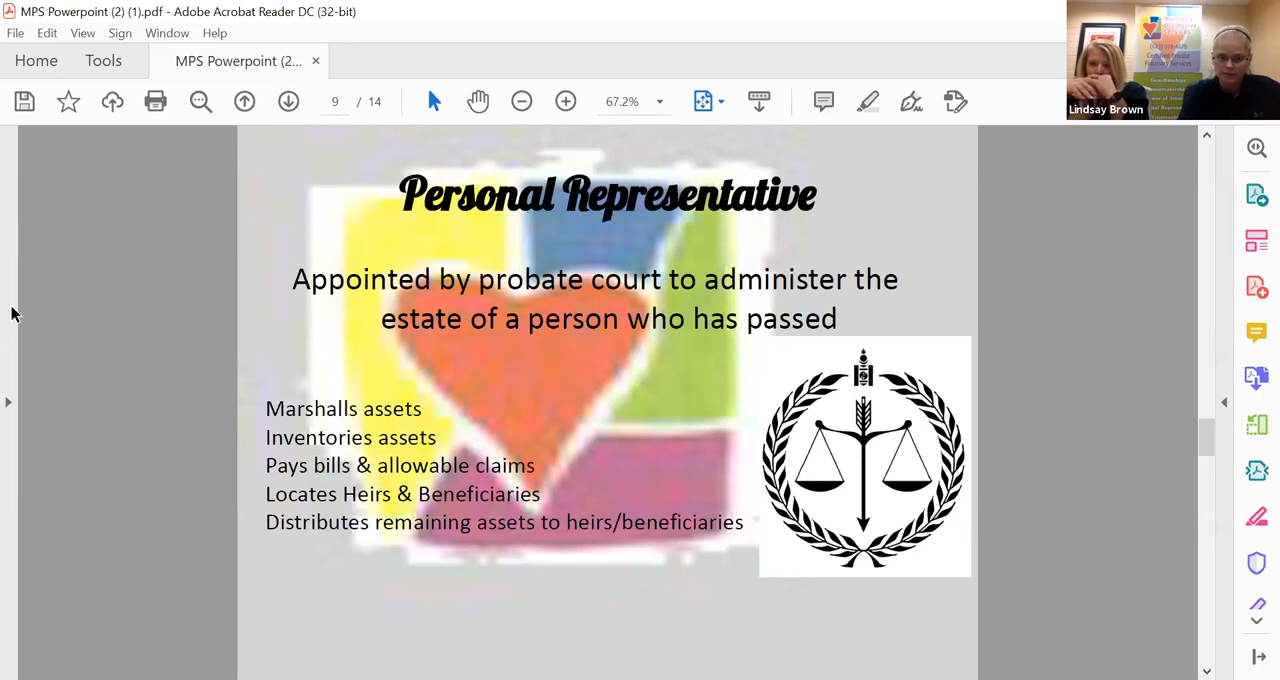 MPS Powerpoint (2) (1).pdf - Adobe Acrobat Reader DC (32-bit)
File Edit View Sign Window Help
Home Tools MPS Powerpoint (2... ×
9 / 14 67.2%
Lindsay Brown
Personal Representative
Appointed by probate court to administer the
estate of a person who has passed
Marshalls assets
Inventories assets
Pays bills & allowable claims
Locates Heirs & Beneficiaries
Distributes remaining assets to heirs/beneficiaries